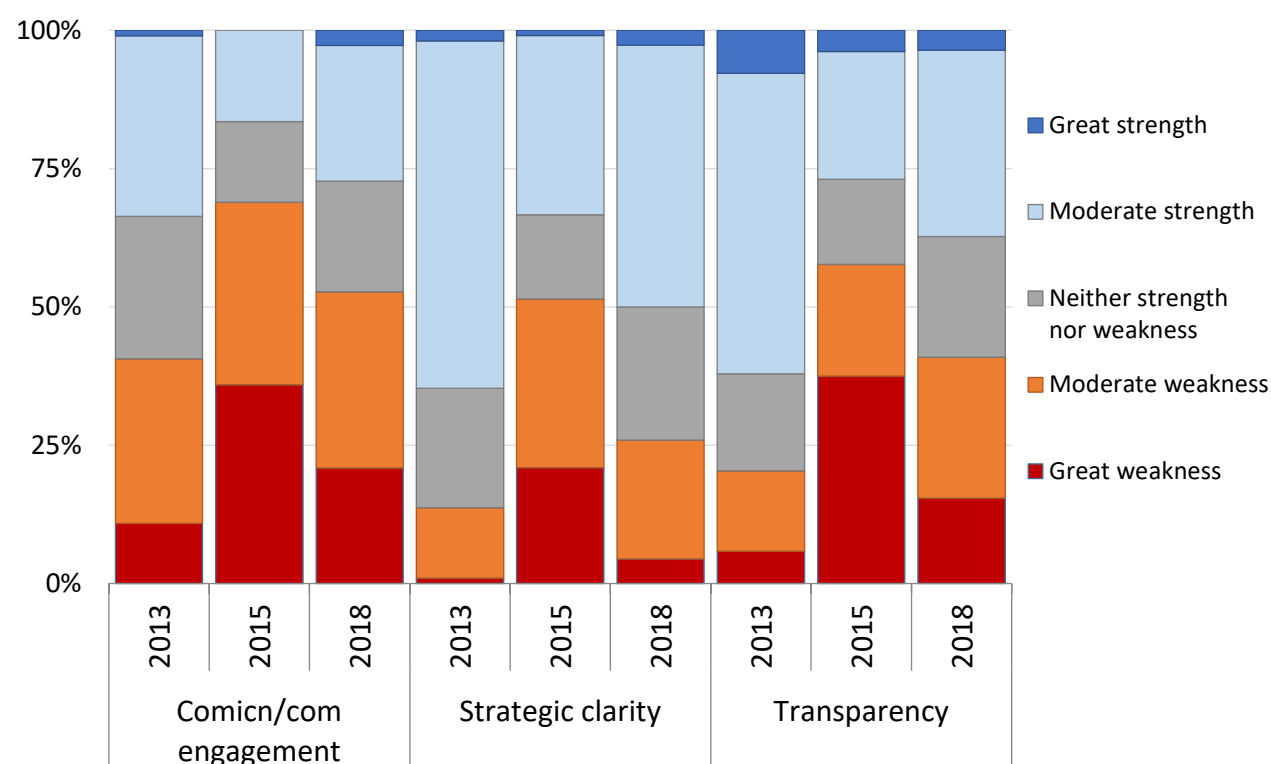 100%
75%
50%
25%
0%
Great strength
Moderate strength
Neither strength
nor weakness
Moderate weakness
Great weakness
2013
2015
2018
2013
2015
2018
2013
2015
2018
Comicn/com
engagement
Strategic clarity
Transparency